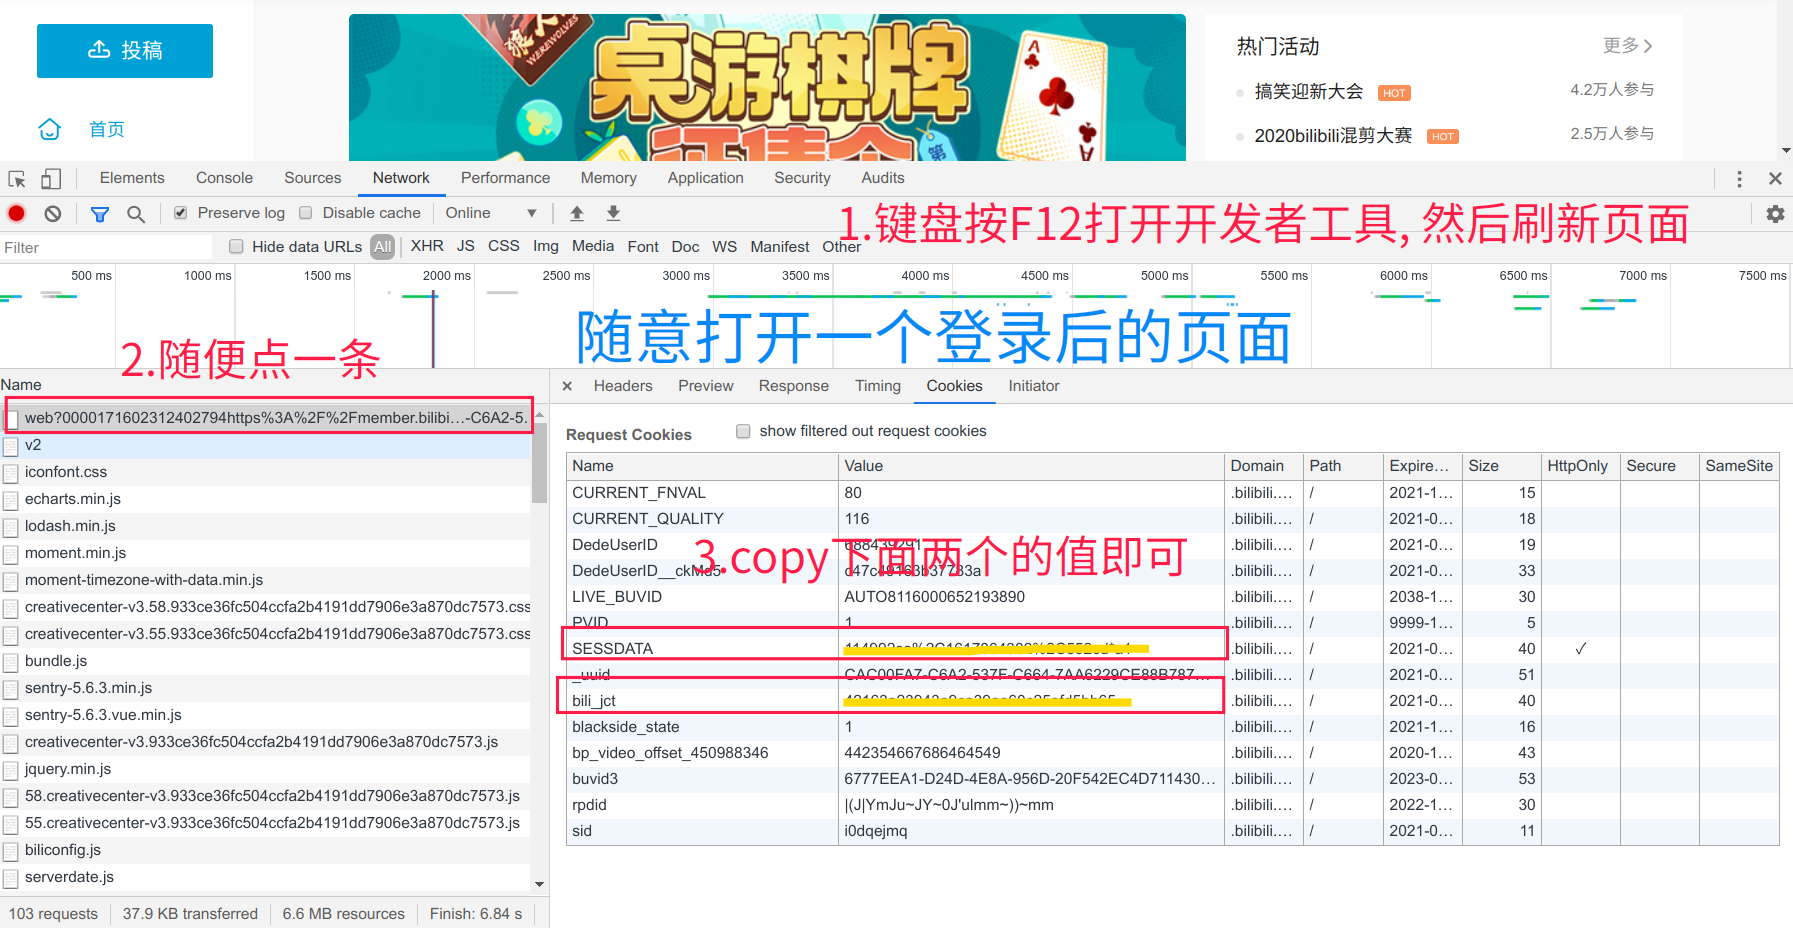 投稿
首页
狼人杀
WEREWOLVES
桌游棋牌
征集令
第
A
热门活动
更多
搞笑迎新大会 HOT 4.2万人参与
2020bilibili混剪大赛 HOT 2.5万人参与
Elements Console Sources Network Performance Memory Application Security Audits
Preserve log Disable cache Online
1.键盘按F12打开开发者工具, 然后刷新页面
Filter Hide data URLs All XHR JS CSS Img Media Font Doc WS Manifest Other
500 ms 1000 ms 1500 ms 2000 ms 2500 ms 3000 ms 3500 ms 4000 ms 4500 ms 5000 ms 5500 ms 6000 ms 6500 ms 7000 ms 7500 ms
随意打开一个登录后的页面
2.随便点一条
Name
web?0000171602312402794https%3A%2F%2Fmember.bilibi…-C6A2-5.
v2
iconfont.css
echarts.min.js
lodash.min.js
moment.min.js
moment-timezone-with-data.min.js
creativecenter-v3.58.933ce36fc504ccfa2b4191dd7906e3a870dc7573.css
creativecenter-v3.55.933ce36fc504ccfa2b4191dd7906e3a870dc7573.css
bundle.js
sentry-5.6.3.min.js
sentry-5.6.3.vue.min.js
creativecenter-v3.933ce36fc504ccfa2b4191dd7906e3a870dc7573.js
jquery.min.js
58.creativecenter-v3.933ce36fc504ccfa2b4191dd7906e3a870dc7573.js
55.creativecenter-v3.933ce36fc504ccfa2b4191dd7906e3a870dc7573.js
biliconfig.js
serverdate.js
103 requests 37.9 KB transferred 6.6 MB resources Finish: 6.84 s
Headers Preview Response Timing Cookies Initiator
Request Cookies show filtered out request cookies
Name Value Domain Path Expire… Size HttpOnly Secure SameSite
CURRENT_FNVAL 80 .bilibili.… / 2021-1… 15
CURRENT_QUALITY 116 .bilibili.… / 2021-0… 18
DedeUserID .bilibili.… / 2021-0… 19
3.copy下面两个的值即可
DedeUserID__ckMd5 .bilibili.… / 2021-0… 33
LIVE_BUVID AUTO8116000652193890 .bilibili.… / 2038-1… 30
PVID 1 .bilibili.… / 9999-1… 5
SESSDATA .bilibili.… / 2021-0… 40 ✓
_uuid CAC00FA7-C6A2-537F-C664-7AA6229CE88B787… .bilibili.… / 2021-0… 51
bili_jct .bilibili.… / 2021-0… 40
blackside_state 1 .bilibili.… / 2021-0… 16
bp_video_offset_450988346 442354667686464549 .bilibili.… / 2020-1… 43
buvid3 6777EEA1-D24D-4E8A-956D-20F542EC4D711430… .bilibili.… / 2023-0… 53
rpdid |(J|YmJu~JY~0J'ulmm~))~mm .bilibili.… / 2022-1… 30
sid i0dqejmq .bilibili.… / 2021-0… 11